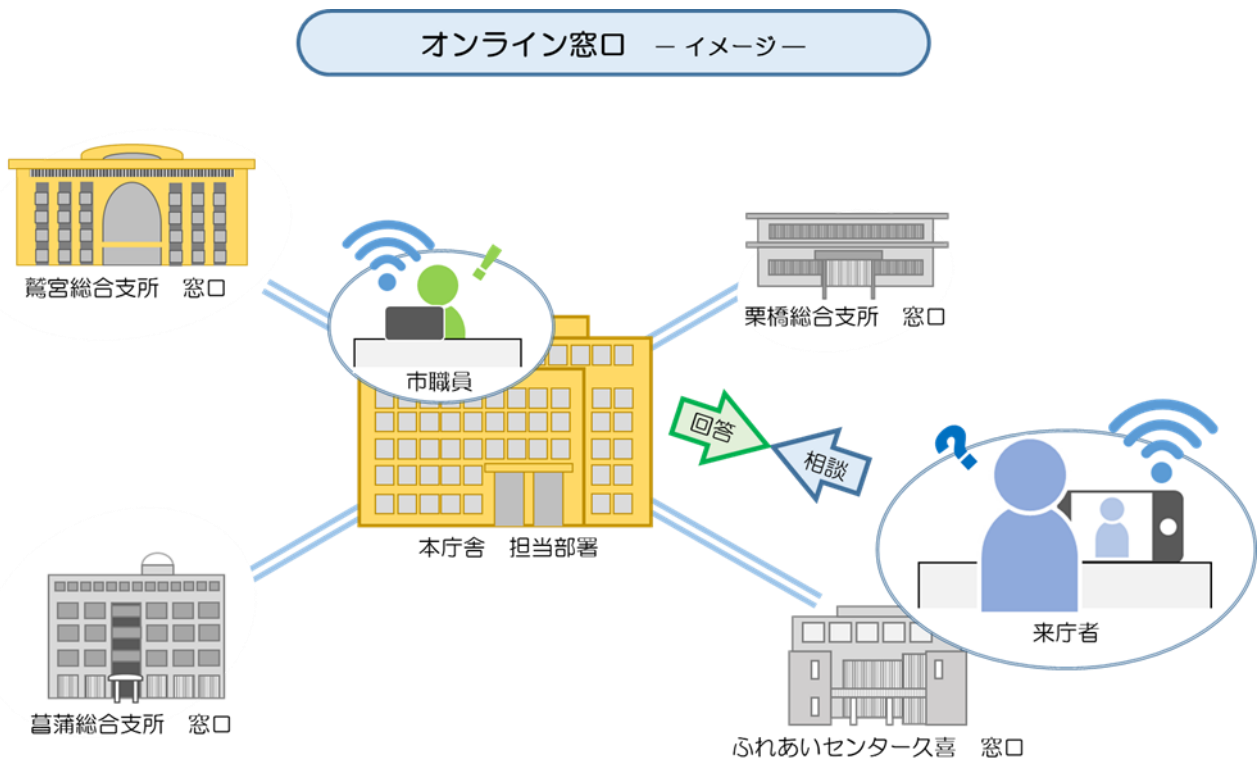 オンライン窓口 ― イメージ ―
鷲宮総合支所 窓口
栗橋総合支所 窓口
市職員
回答
相談
本庁舎 担当部署
来庁者
菖蒲総合支所 窓口
ふれあいセンター久喜 窓口